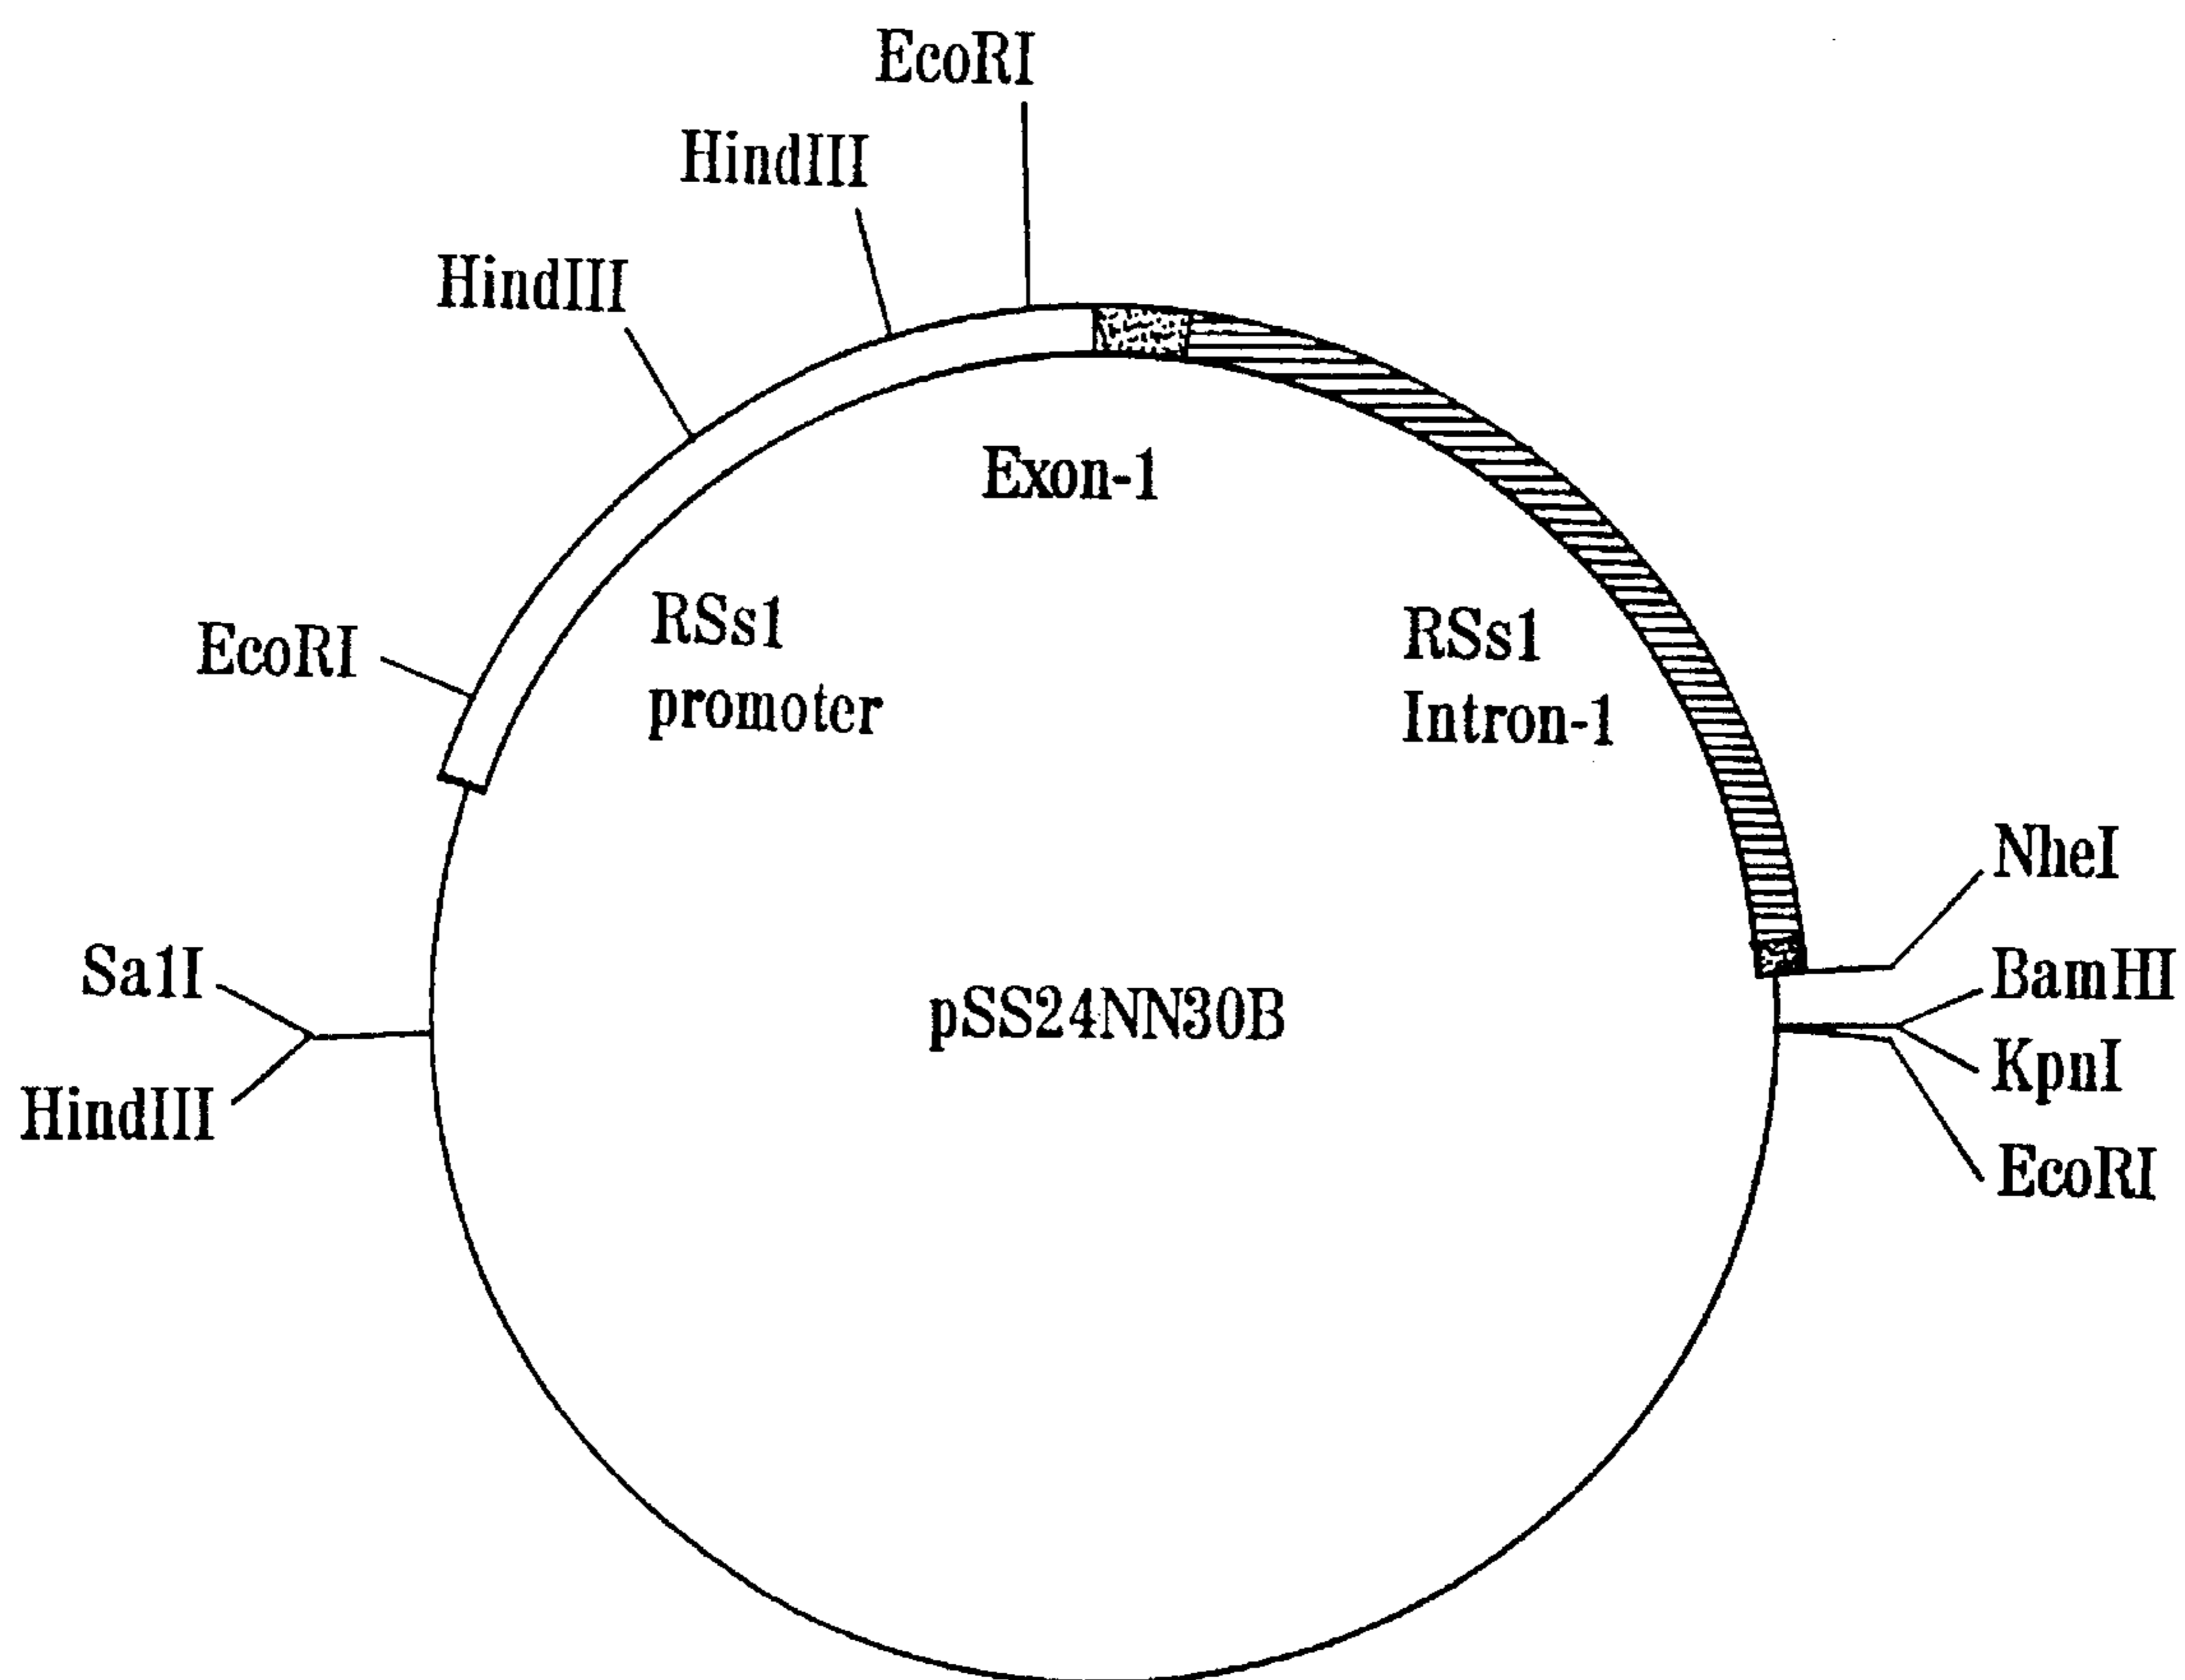 EcoRI
HindIII
HindIII
Exon-1
EcoRI
RSs1
promoter
RSs1
Intron-1
NheI
SalI
BamHI
pSS24NN30B
KpnI
HindIII
EcoRI